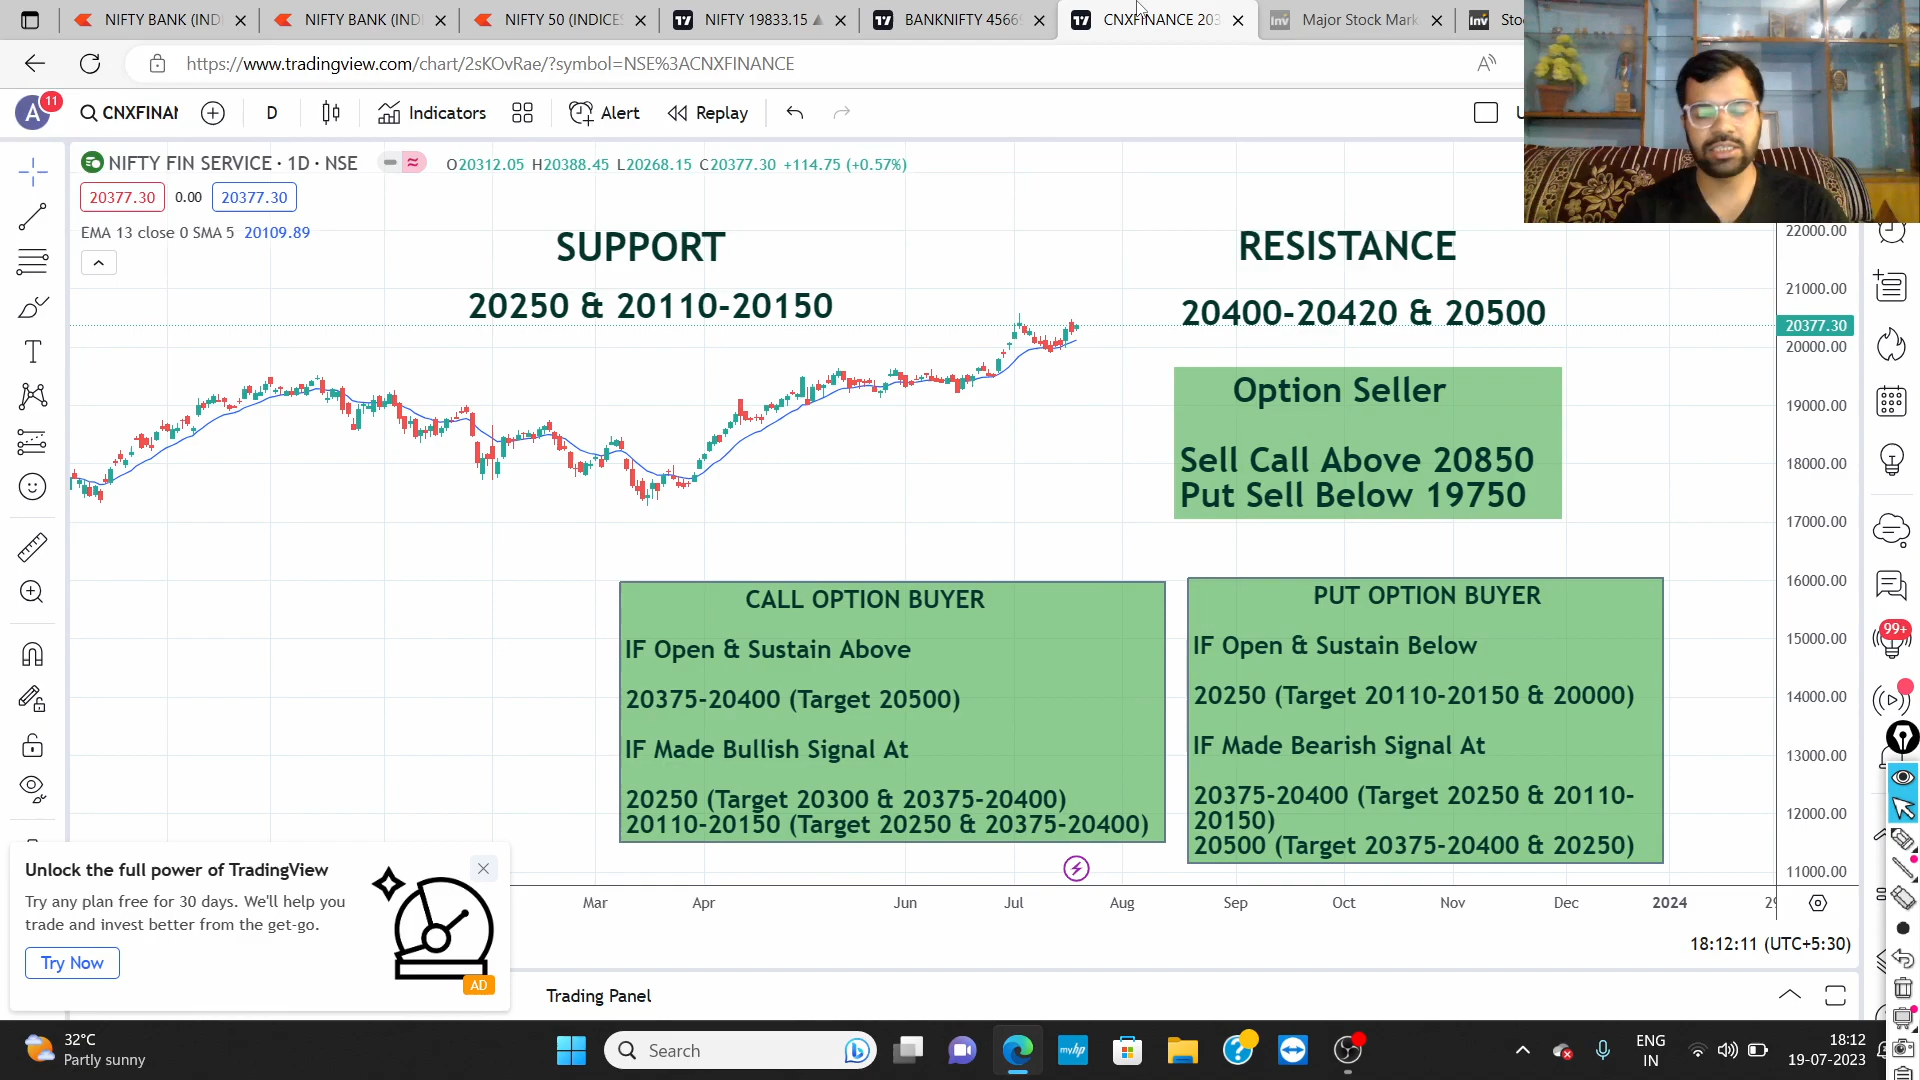 NIFTY BANK (INDI
NIFTY BANK (INDI
NIFTY 50 (INDICES
NIFTY 19833.15
BANKNIFTY 4566
CNXFINANCE 203
Major Stock Mark
Sto
https://www.tradingview.com/chart/2sKOvRae/?symbol=NSE%3ACNXFINANCE
A 11
CNXFINAN
D
Indicators
Alert
Replay
NIFTY FIN SERVICE · 1D · NSE
O20312.05 H20388.45 L20268.15 C20377.30 +114.75 (+0.57%)
20377.30 0.00 20377.30
EMA 13 close 0 SMA 5 20109.89
SUPPORT
20250 & 20110-20150
RESISTANCE
20400-20420 & 20500
Option Seller
Sell Call Above 20850
Put Sell Below 19750
CALL OPTION BUYER
IF Open & Sustain Above
20375-20400 (Target 20500)
IF Made Bullish Signal At
20250 (Target 20300 & 20375-20400)
20110-20150 (Target 20250 & 20375-20400)
PUT OPTION BUYER
IF Open & Sustain Below
20250 (Target 20110-20150 & 20000)
IF Made Bearish Signal At
20375-20400 (Target 20250 & 20110-
20150)
20500 (Target 20375-20400 & 20250)
22000.00
21000.00
20377.30
20000.00
19000.00
18000.00
17000.00
16000.00
15000.00
14000.00
13000.00
12000.00
11000.00
99+
Mar Apr Jun Jul Aug Sep Oct Nov Dec 2024
18:12:11 (UTC+5:30)
Unlock the full power of TradingView
Try any plan free for 30 days. We'll help you
trade and invest better from the get-go.
Try Now
AD
Trading Panel
32°C
Partly sunny
Search
myhp
ENG
IN
18:12
19-07-2023